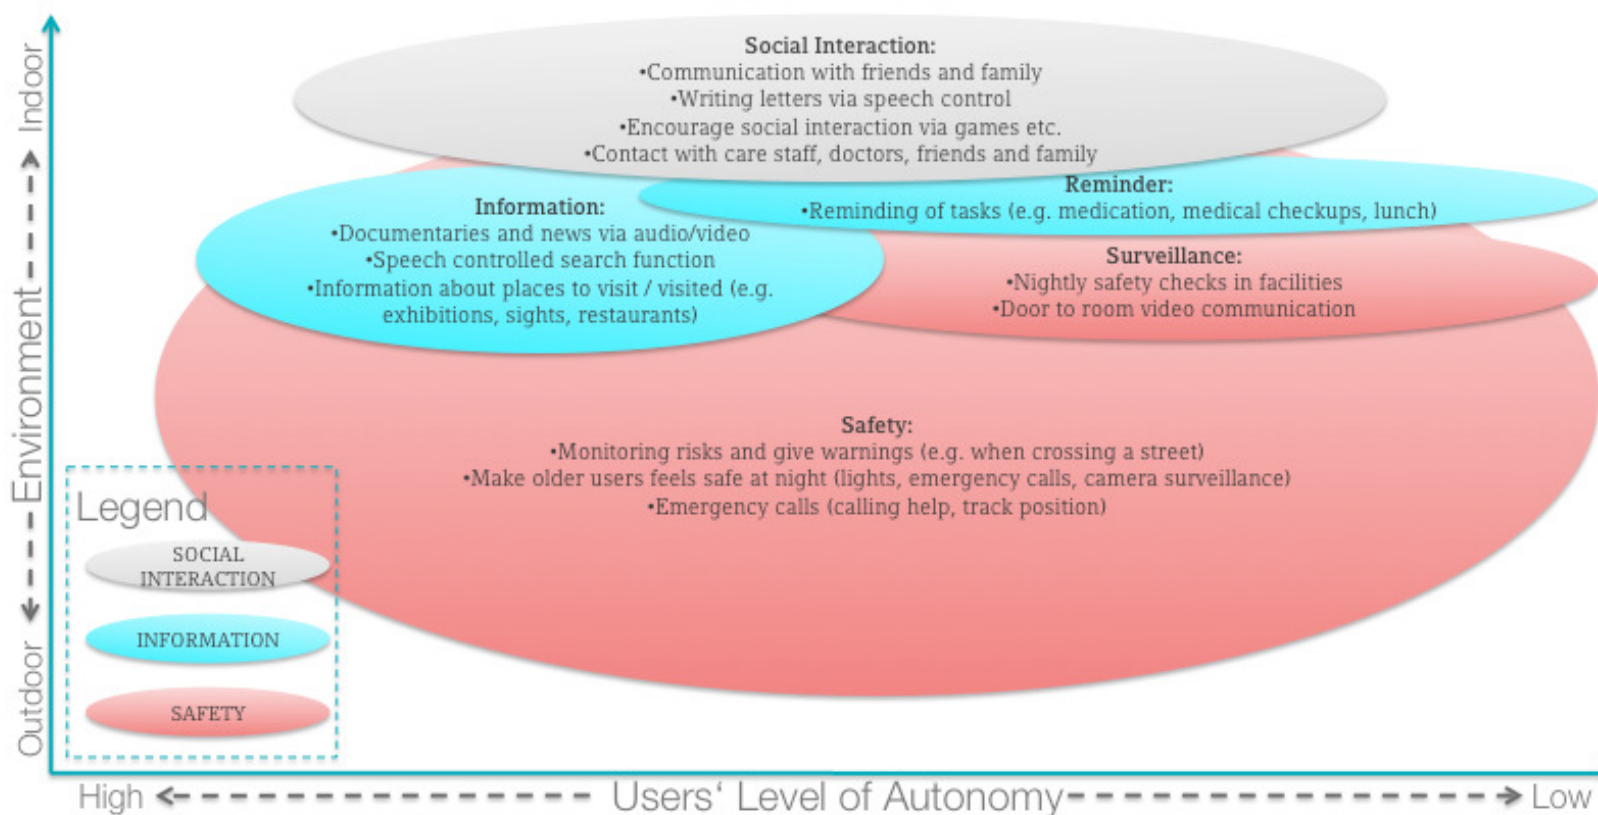 Social Interaction:
•Communication with friends and family
•Writing letters via speech control
•Encourage social interaction via games etc.
•Contact with care staff, doctors, friends and family
Reminder:
•Reminding of tasks (e.g. medication, medical checkups, lunch)
Information:
•Documentaries and news via audio/video
•Speech controlled search function
•Information about places to visit / visited (e.g.
exhibitions, sights, restaurants)
Surveillance:
•Nightly safety checks in facilities
•Door to room video communication
Safety:
•Monitoring risks and give warnings (e.g. when crossing a street)
•Make older users feels safe at night (lights, emergency calls, camera surveillance)
•Emergency calls (calling help, track position)
Indoor
Environment
Outdoor
Legend
SOCIAL
INTERACTION
INFORMATION
SAFETY
High
Users‘ Level of Autonomy
Low